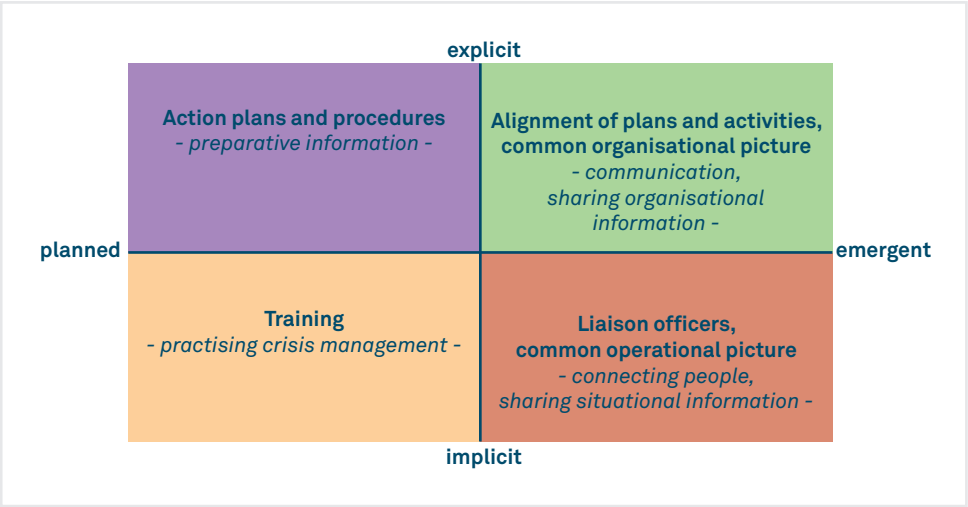 explicit
Action plans and procedures
- preparative information -
Alignment of plans and activities,
common organisational picture
- communication,
sharing organisational
information -
planned
emergent
Training
- practising crisis management -
Liaison officers,
common operational picture
- connecting people,
sharing situational information -
implicit